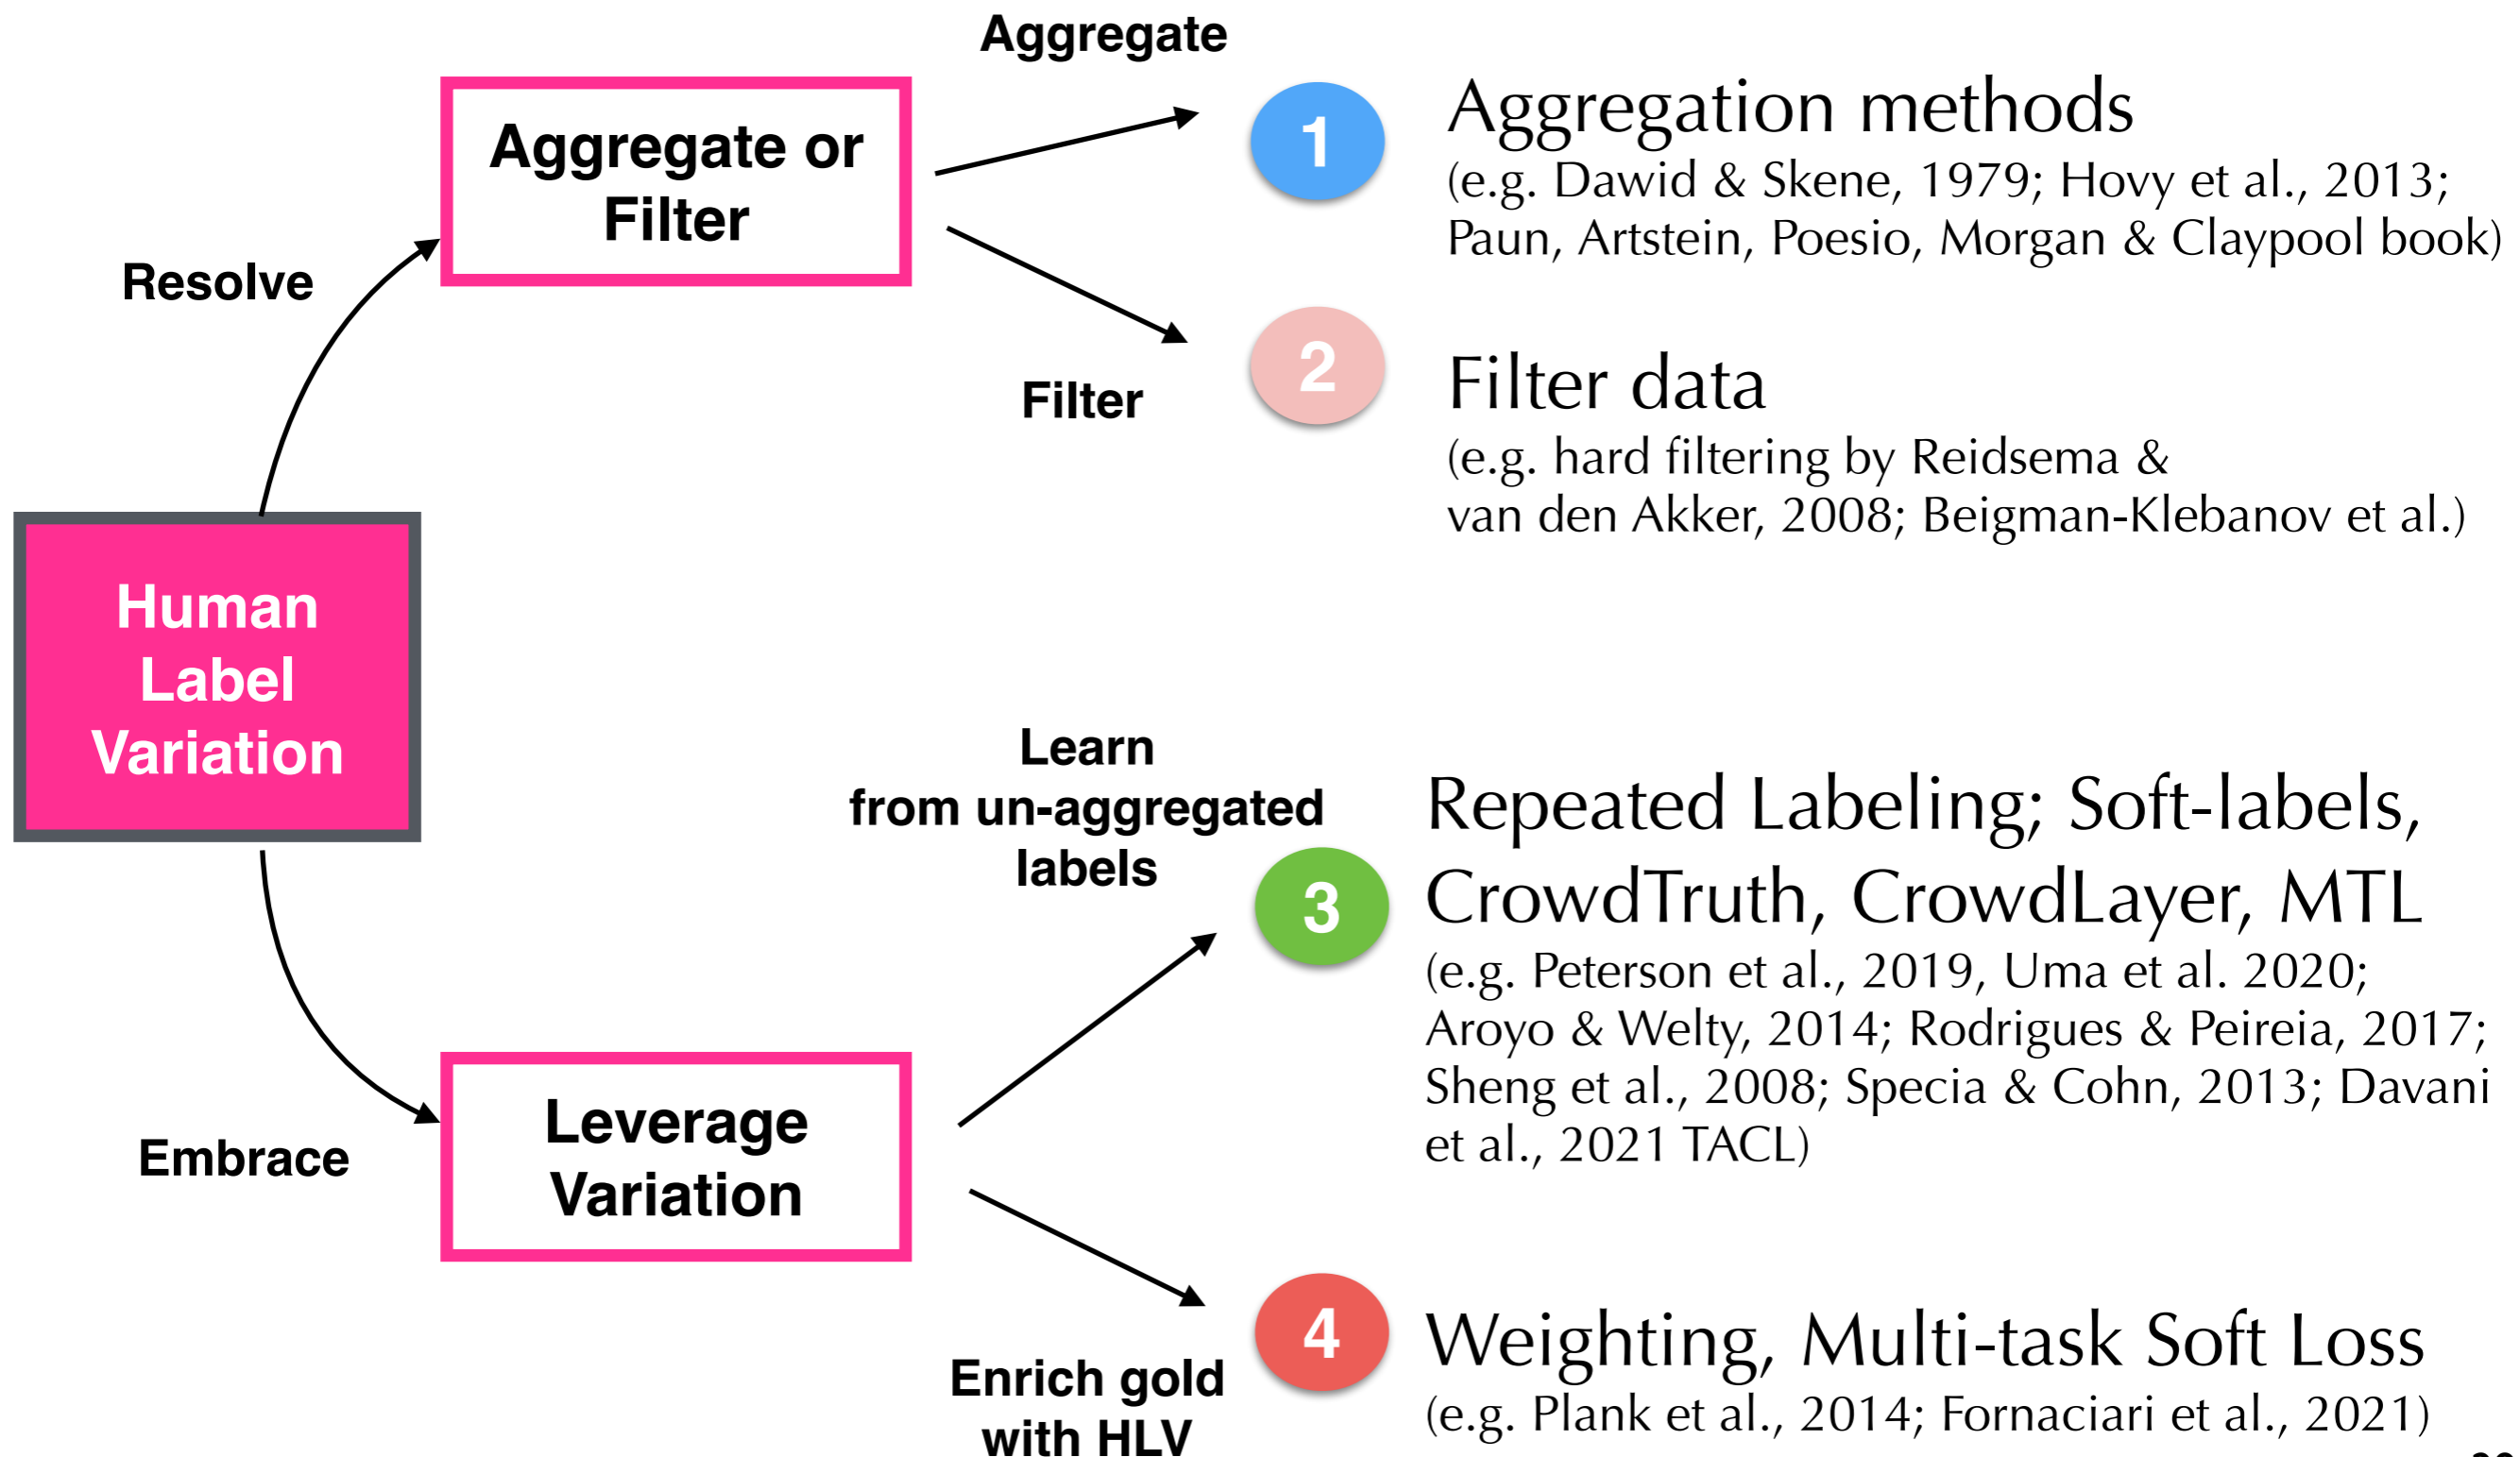 Aggregate
Aggregate or
Filter
1
Aggregation methods
(e.g. Dawid & Skene, 1979; Hovy et al., 2013;
Paun, Artstein, Poesio, Morgan & Claypool book)
Resolve
Filter
2
Filter data
(e.g. hard filtering by Reidsema &
van den Akker, 2008; Beigman-Klebanov et al.)
Human
Label
Variation
Learn
from un-aggregated
labels
3
Repeated Labeling; Soft-labels,
CrowdTruth, CrowdLayer, MTL
(e.g. Peterson et al., 2019, Uma et al. 2020;
Aroyo & Welty, 2014; Rodrigues & Peireia, 2017;
Sheng et al., 2008; Specia & Cohn, 2013; Davani
et al., 2021 TACL)
Embrace
Leverage
Variation
Enrich gold
with HLV
4
Weighting, Multi-task Soft Loss
(e.g. Plank et al., 2014; Fornaciari et al., 2021)